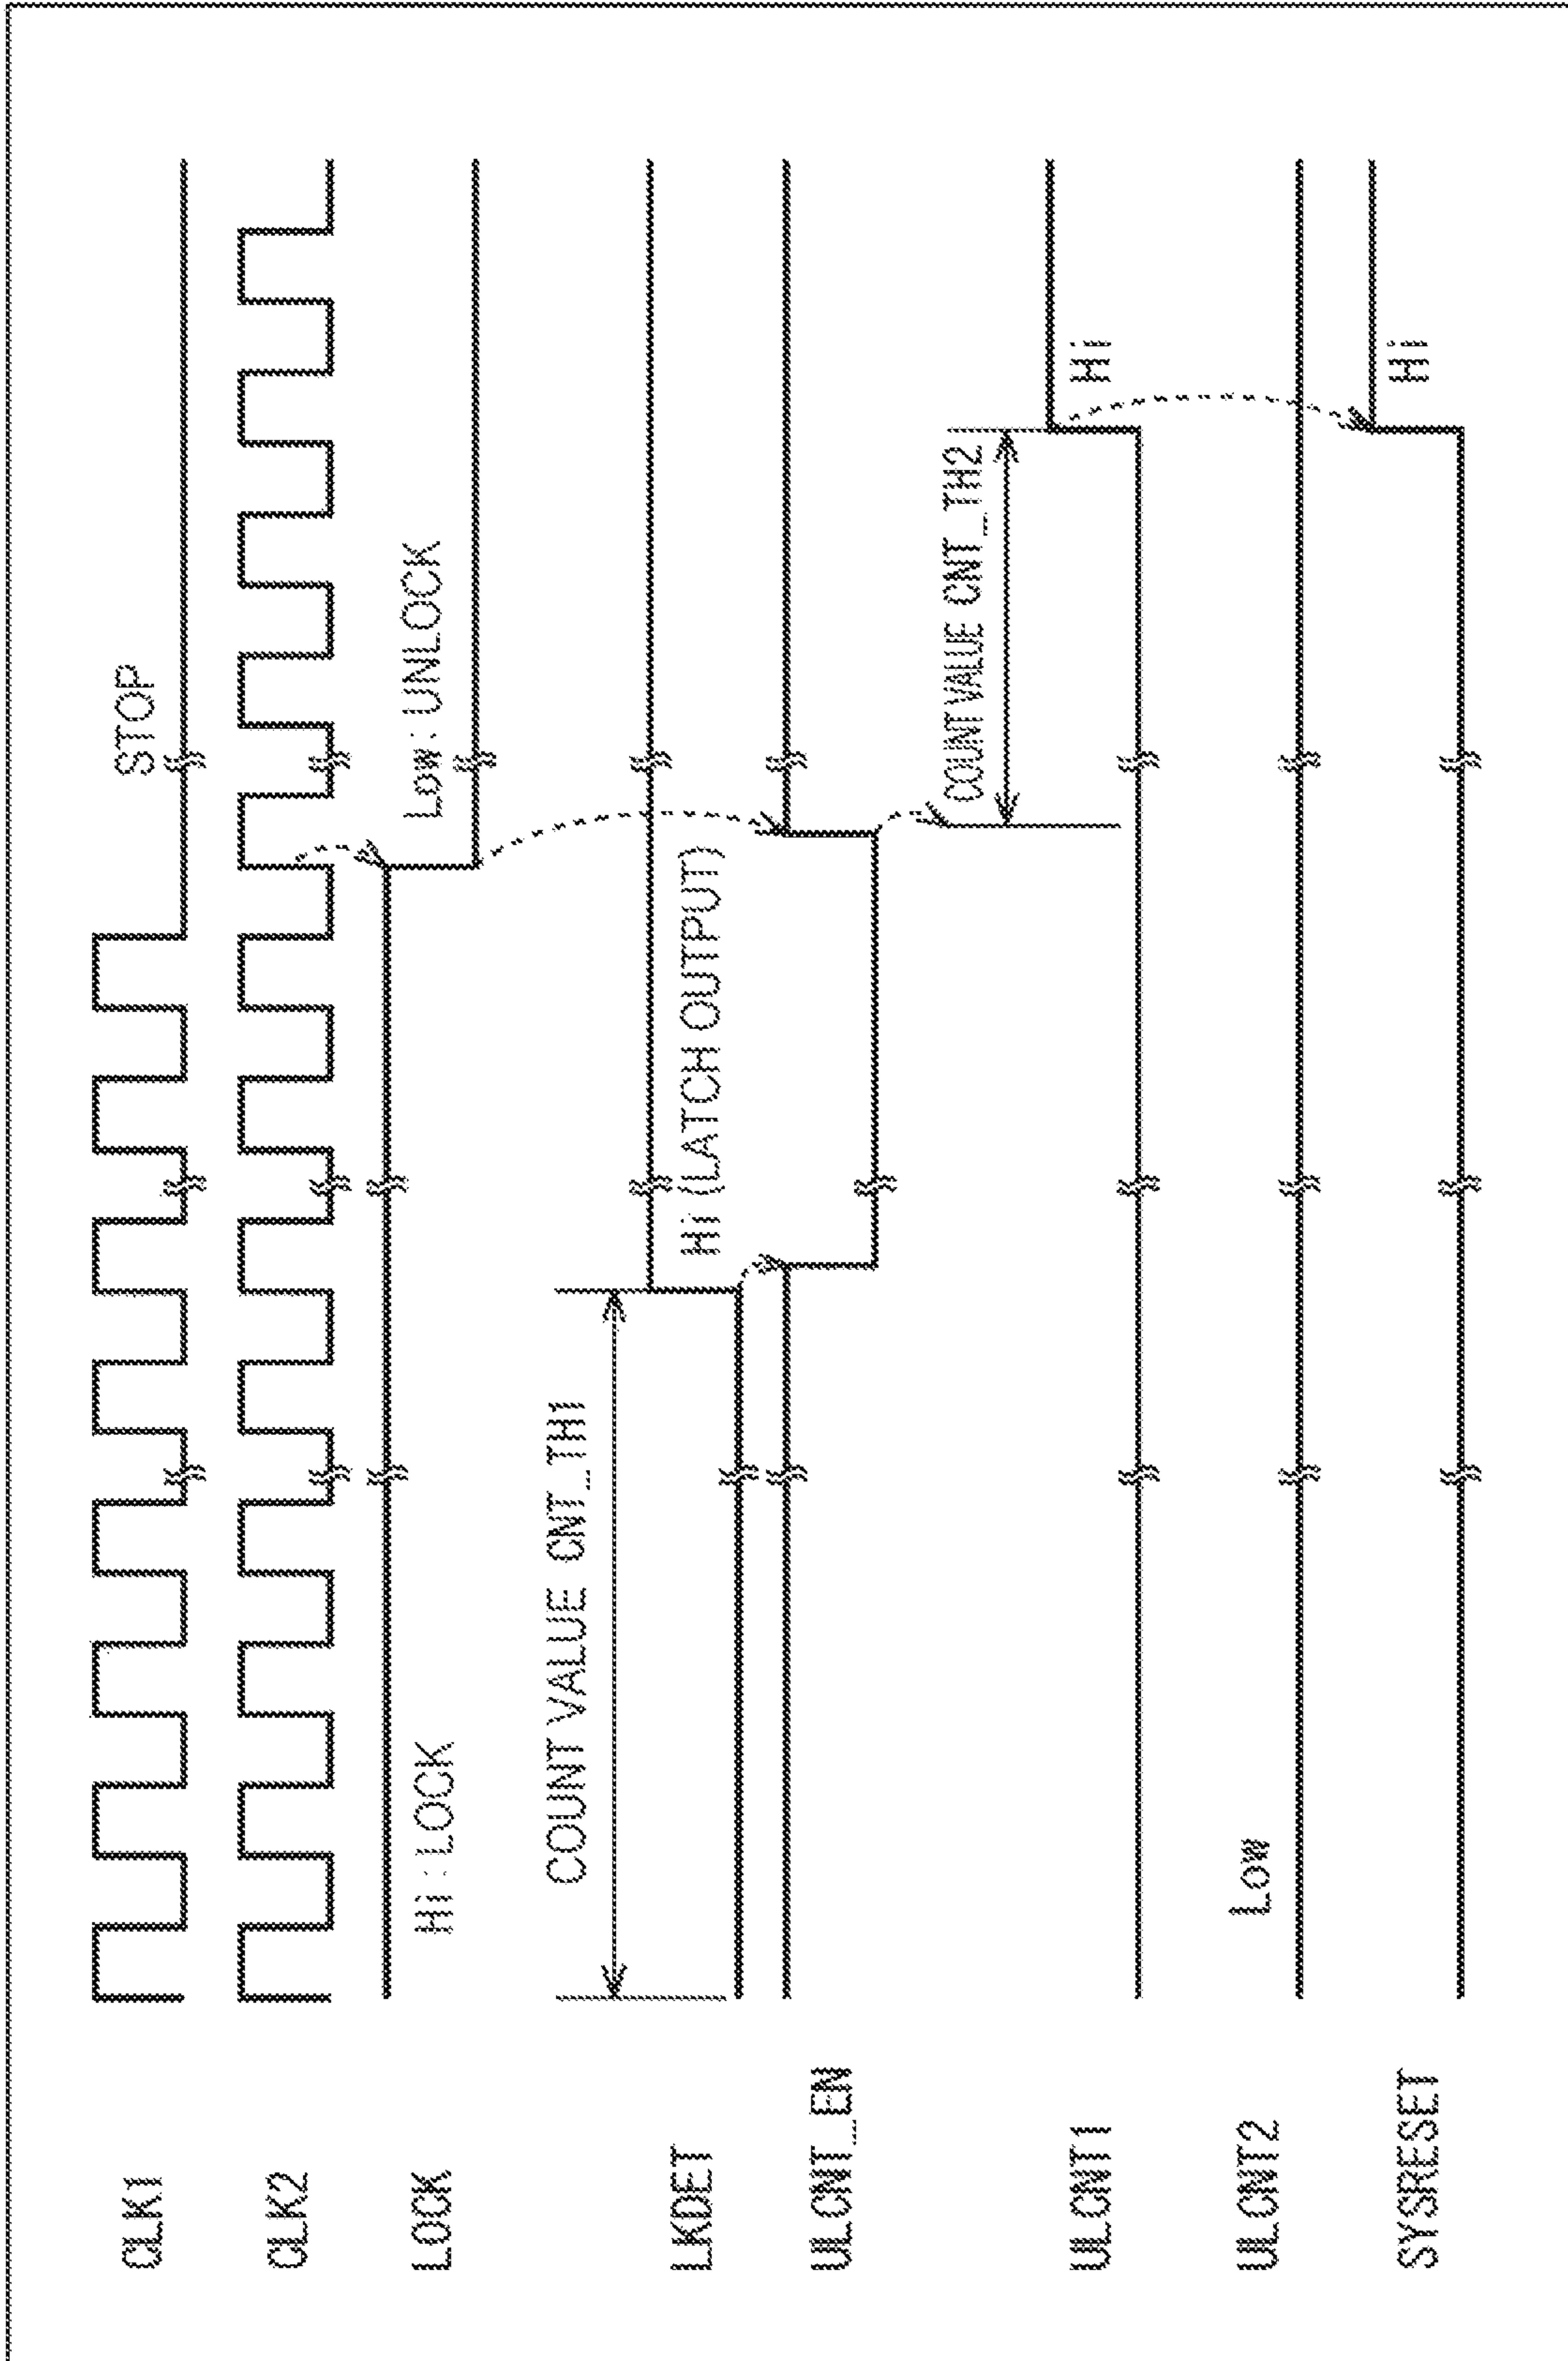 CLK1
STOP
CLK2
LOCK
Hi : LOCK
Low : UNLOCK
COUNT VALUE CNT_TH1
LKDET
Hi (LATCH OUTPUT)
ULCNT_EN
COUNT VALUE CNT_TH2
ULCNT1
Hi
ULCNT2
Low
SYSRESET
Hi